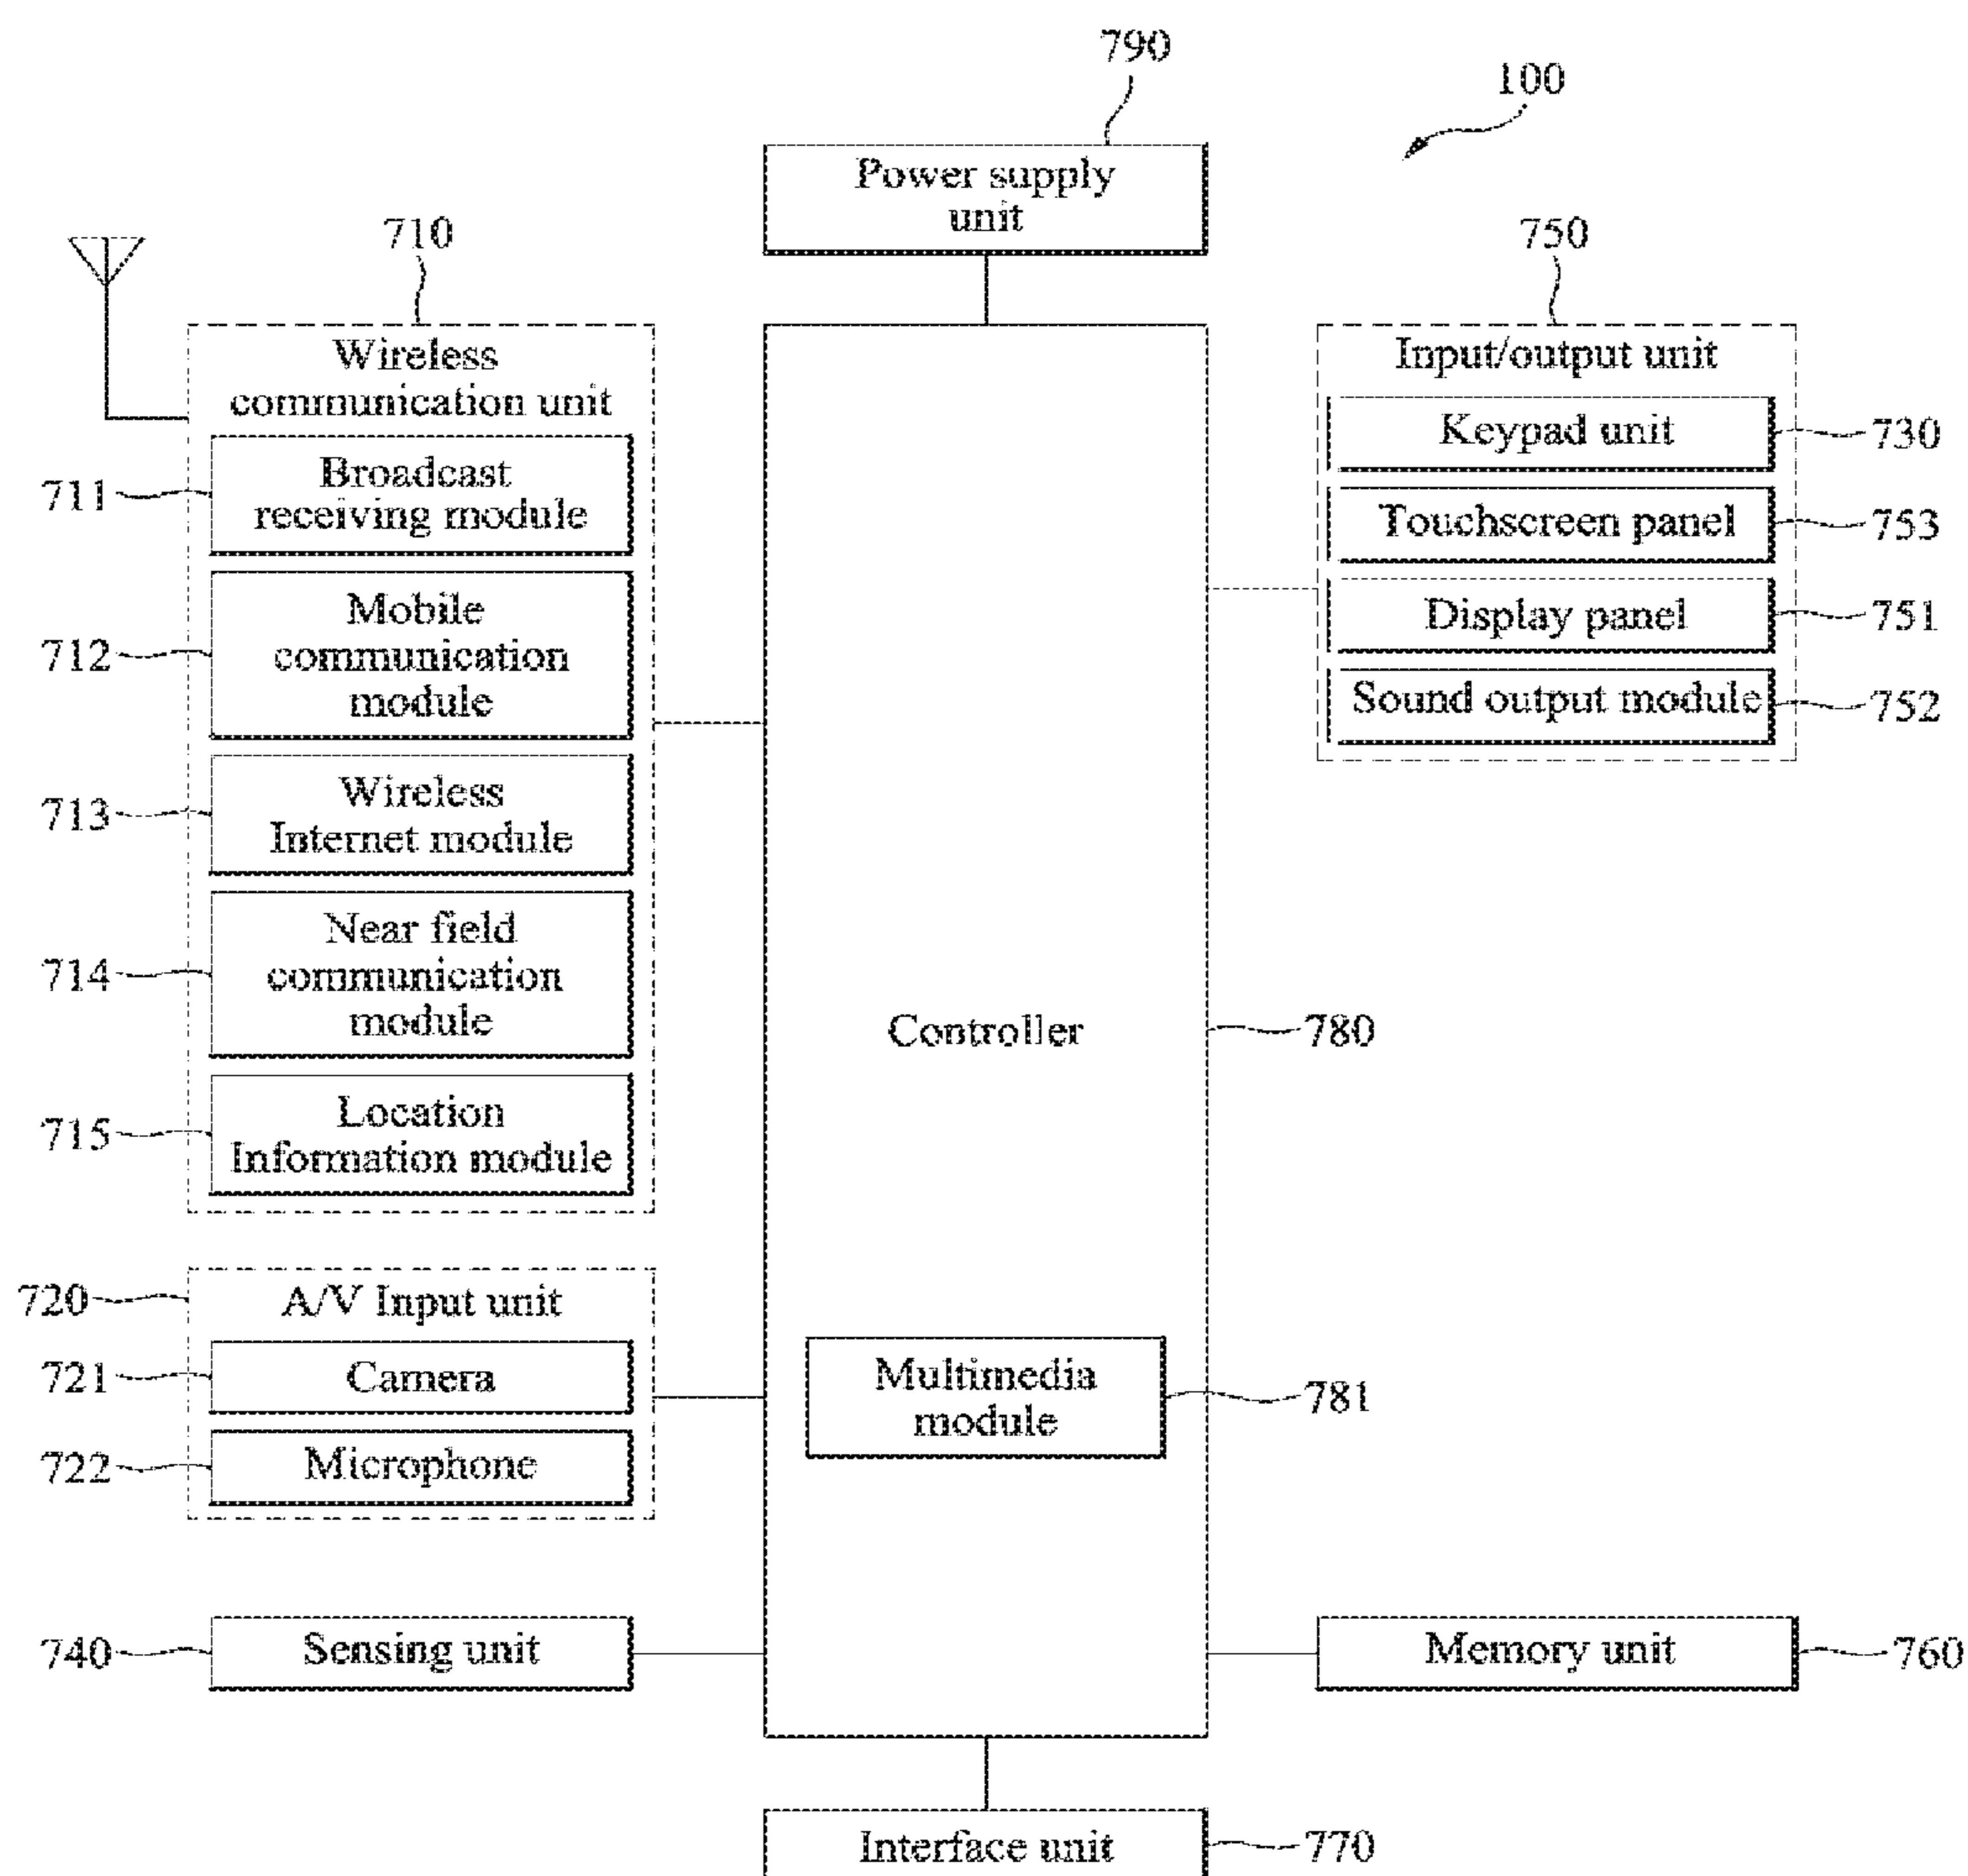 790
100
Power supply
unit
710
750
Wireless
communication unit
Input/output unit
Keypad unit
730
711
Broadcast
receiving module
Touchscreen panel
753
Display panel
751
712
Mobile
communication
module
Sound output module
752
713
Wireless
Internet module
714
Near field
communication
module
Controller
780
715
Location
Information module
720
A/V Input unit
721
Camera
Multimedia
module
781
722
Microphone
740
Sensing unit
Memory unit
760
Interface unit
770